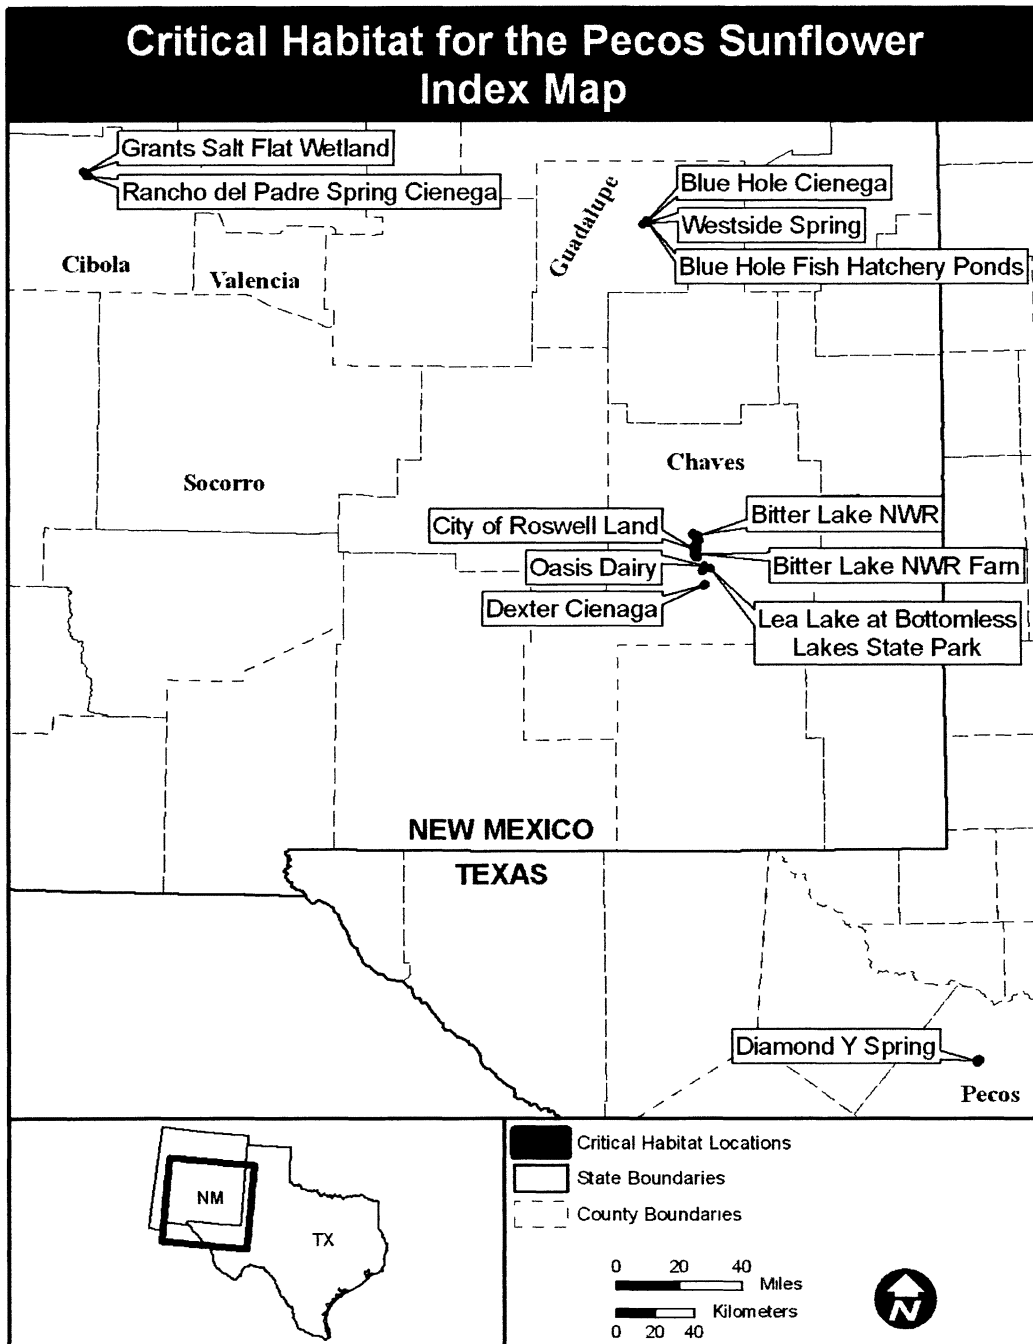 Critical Habitat for the Pecos Sunflower
Index Map
Grants Salt Flat Wetland
Rancho del Padre Spring Cienega
Blue Hole Cienega
Westside Spring
Blue Hole Fish Hatchery Ponds
Guadalupe
Cibola
Valencia
Socorro
Chaves
City of Roswell Land
Bitter Lake NWR
Oasis Dairy
Bitter Lake NWR Farn
Dexter Cienaga
Lea Lake at Bottomless
Lakes State Park
NEW MEXICO
TEXAS
Diamond Y Spring
Pecos
NM
TX
Critical Habitat Locations
State Boundaries
County Boundaries
0 20 40
Miles
Kilometers
0 20 40
N